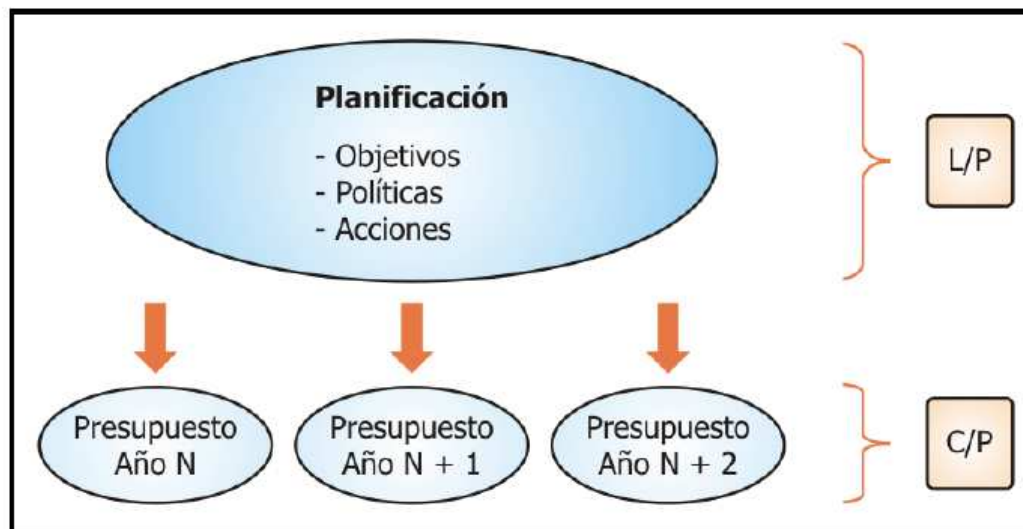 Planificación
- Objetivos
- Políticas
- Acciones
L/P
Presupuesto
Año N
Presupuesto
Año N + 1
Presupuesto
Año N + 2
C/P